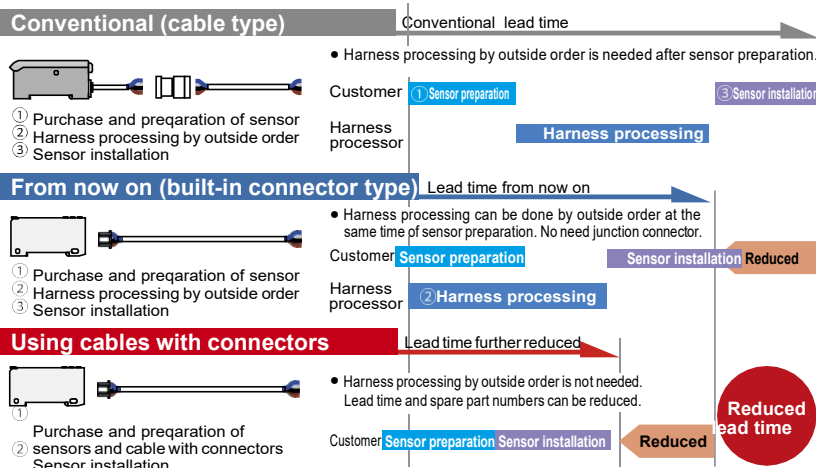 Conventional (cable type)
Conventional lead time
● Harness processing by outside order is needed after sensor preparation.
① Purchase and preqaration of sensor
② Harness processing by outside order
③ Sensor installation
Customer ①Sensor preparation ③Sensor installation
Harness
processor
Harness processing
From now on (built-in connector type)
Lead time from now on
● Harness processing can be done by outside order at the
same time of sensor preparation. No need junction connector.
① Purchase and preqaration of sensor
② Harness processing by outside order
③ Sensor installation
Customer Sensor preparation Sensor installation Reduced
Harness
processor
②Harness processing
Using cables with connectors
Lead time further reduced
● Harness processing by outside order is not needed.
Lead time and spare part numbers can be reduced.
①
Purchase and preqaration of
② sensors and cable with connectors
Sensor installation
Customer Sensor preparation Sensor installation Reduced
Reduced
lead time